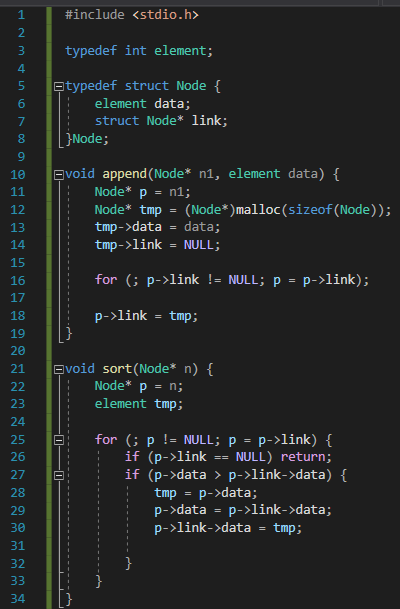 1 #include <stdio.h>
2
3 typedef int element;
4
5 typedef struct Node {
6 element data;
7 struct Node* link;
8 }Node;
9
10 void append(Node* n1, element data) {
11 Node* p = n1;
12 Node* tmp = (Node*)malloc(sizeof(Node));
13 tmp->data = data;
14 tmp->link = NULL;
15
16 for (; p->link != NULL; p = p->link);
17
18 p->link = tmp;
19 }
20
21 void sort(Node* n) {
22 Node* p = n;
23 element tmp;
24
25 for (; p != NULL; p = p->link) {
26 if (p->link == NULL) return;
27 if (p->data > p->link->data) {
28 tmp = p->data;
29 p->data = p->link->data;
30 p->link->data = tmp;
31
32 }
33 }
34 }